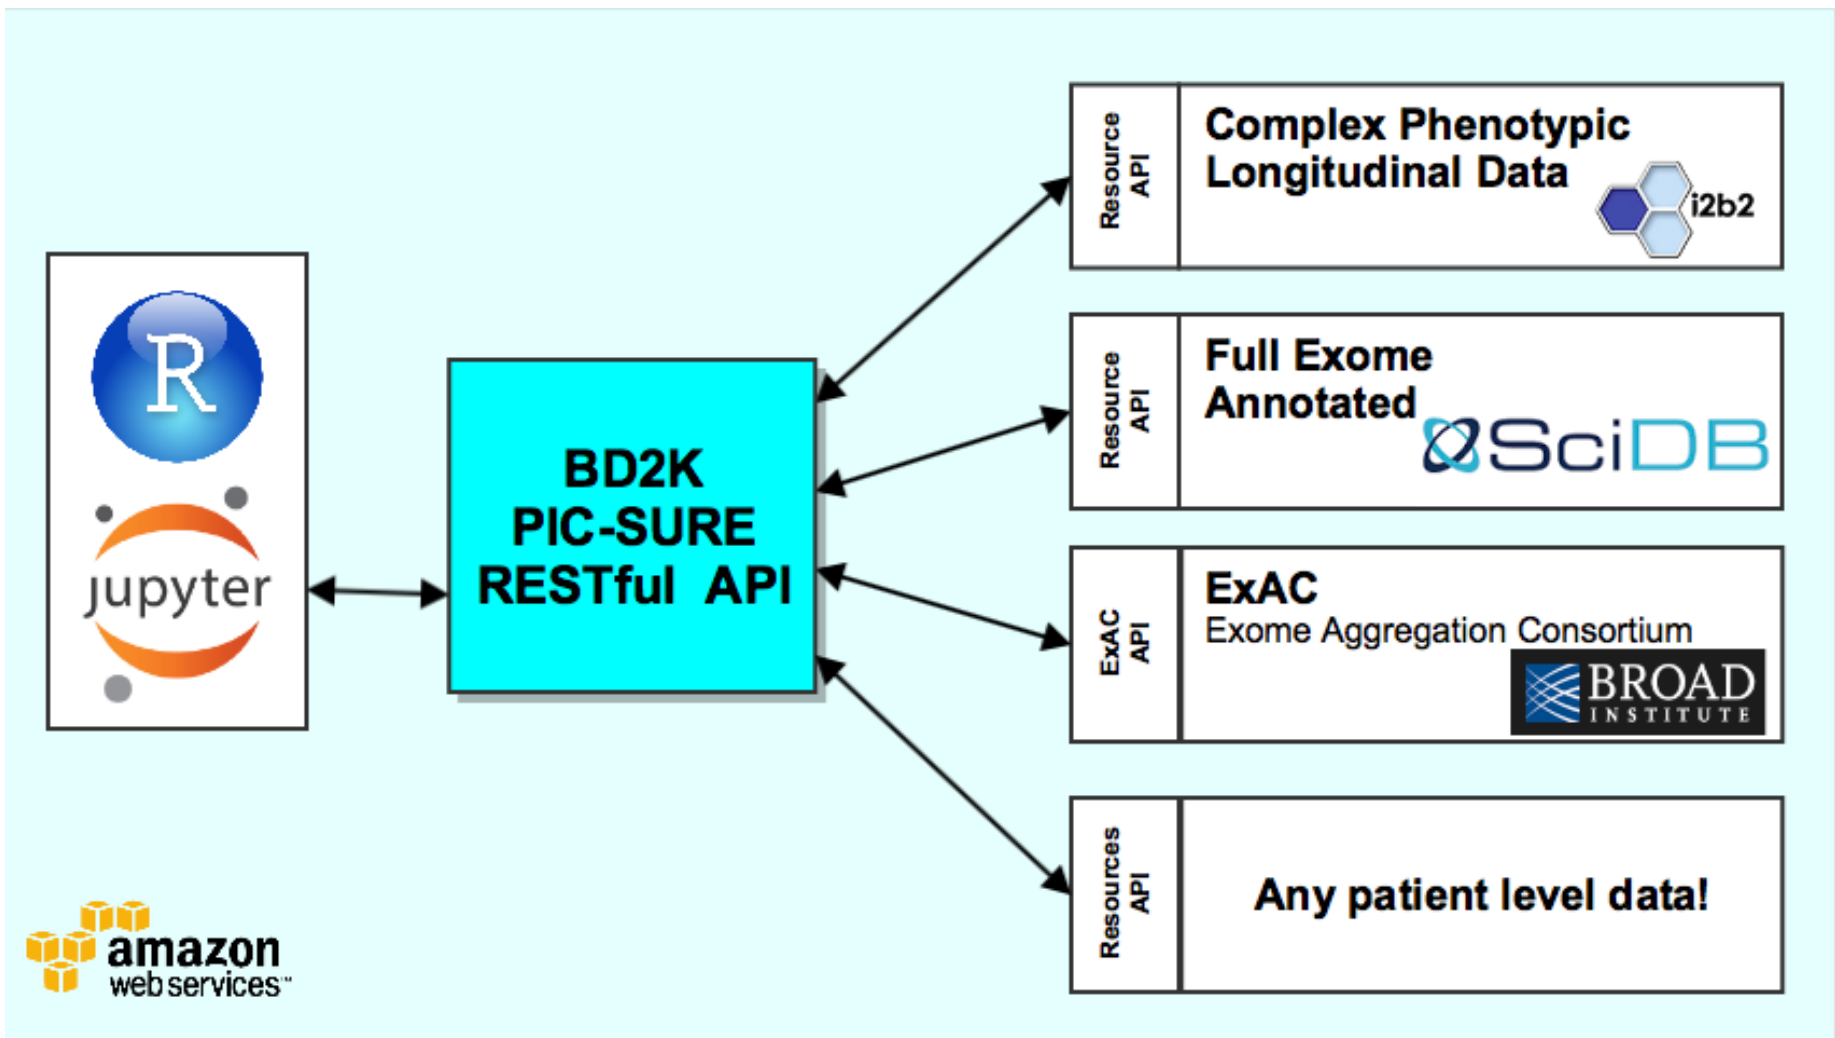 R
jupyter
BD2K
PIC-SURE
RESTful API
Resource
API
Complex Phenotypic
Longitudinal Data
i2b2
Resource
API
Full Exome
Annotated
SciDB
ExAC
API
ExAC
Exome Aggregation Consortium
BROAD
INSTITUTE
Resources
API
Any patient level data!
amazon
web services™